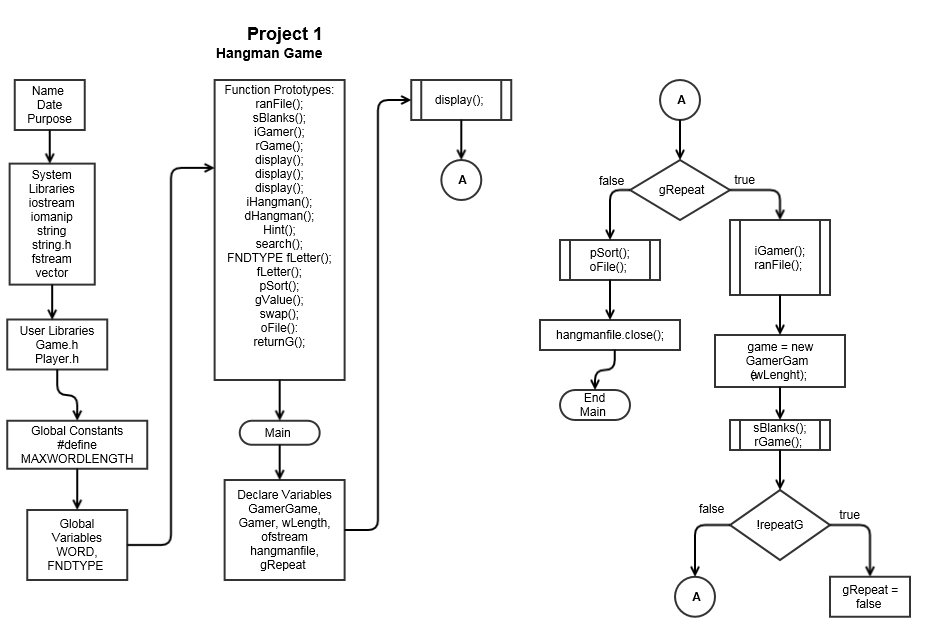 Project 1
Hangman Game
Name
Date
Purpose
System
Libraries
iostream
iomanip
string
string.h
fstream
vector
User Libraries
Game.h
Player.h
Global Constants
#define
MAXWORDLENGTH
Global
Variables
WORD,
FNDTYPE
Function Prototypes:
ranFile();
sBlanks();
iGamer();
rGame();
display();
display();
display();
iHangman();
dHangman();
Hint();
search();
FNDTYPE fLetter();
fLetter();
pSort();
gValue();
swap();
oFile():
returnG();
Main
Declare Variables
GamerGame,
Gamer, wLength,
ofstream
hangmanfile,
gRepeat
display();
A
A
gRepeat
false
true
pSort();
oFile();
hangmanfile.close();
End
Main
iGamer();
ranFile();
game = new
GamerGam
(wLenght);
sBlanks();
rGame();
!repeatG
false
true
A
gRepeat =
false